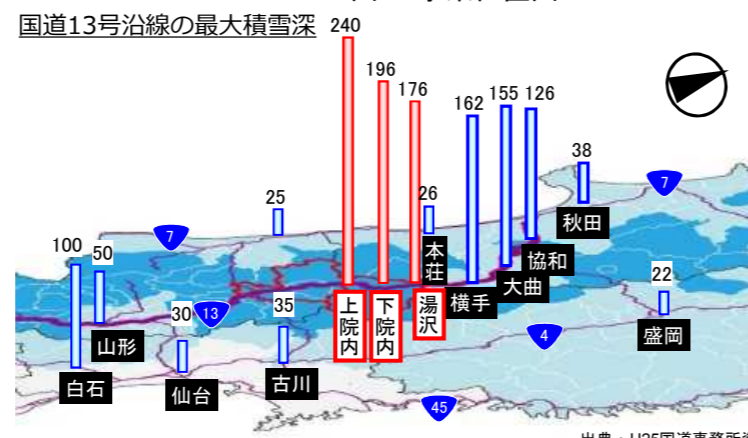 国道13号沿線の最大積雪深
240
196
176
162
155
126
38
7
26
25
7
100
50
秋田
本荘
協和
大曲
横手
湯沢
下院内
上院内
22
盛岡
4
35
古川
13
30
山形
仙台
白石
45